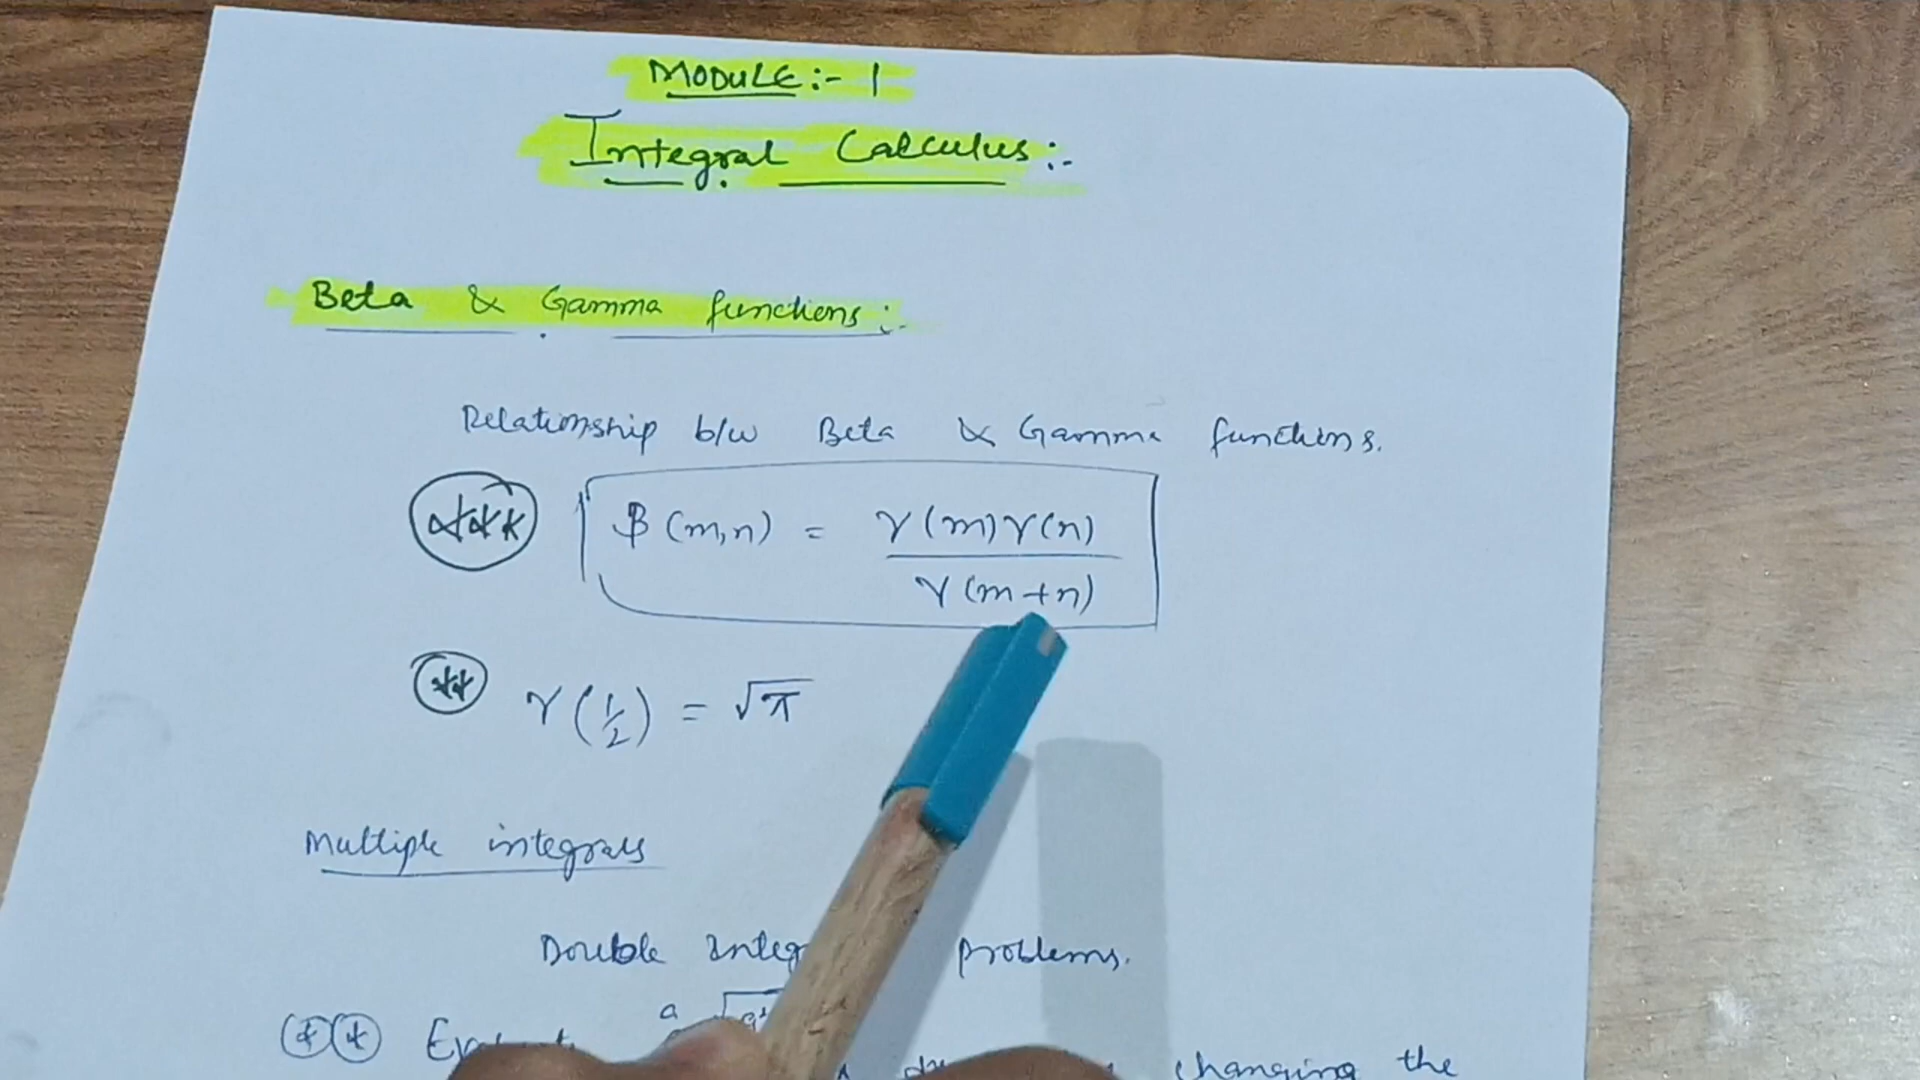 MODULE:- 1
Integral Calculus:-
Beta & Gamma functions:-
Relationship b/w Beta & Gamma functions.
*** β(m,n) = γ(m)γ(n) / γ(m+n)
** γ(1/2) = √π
Multiple integrals
Double problems.
** changing the